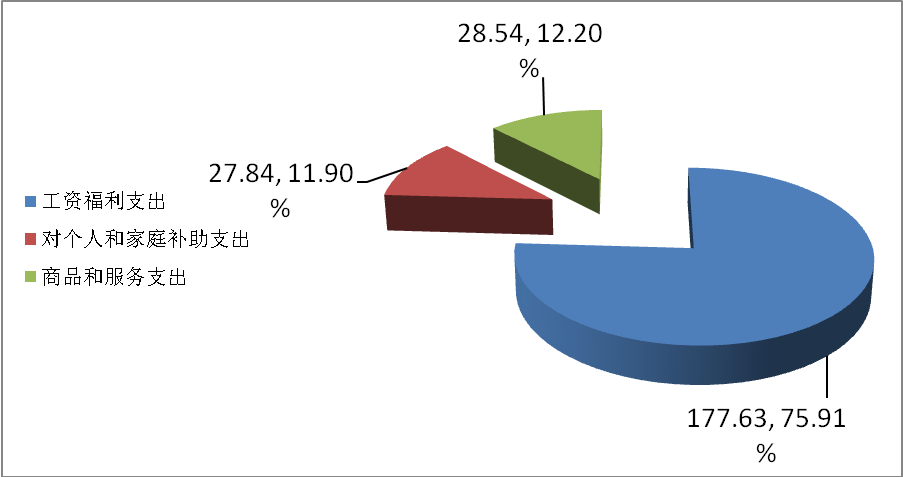 28.54, 12.20
%
27.84, 11.90
%
工资福利支出
对个人和家庭补助支出
商品和服务支出
177.63, 75.91
%